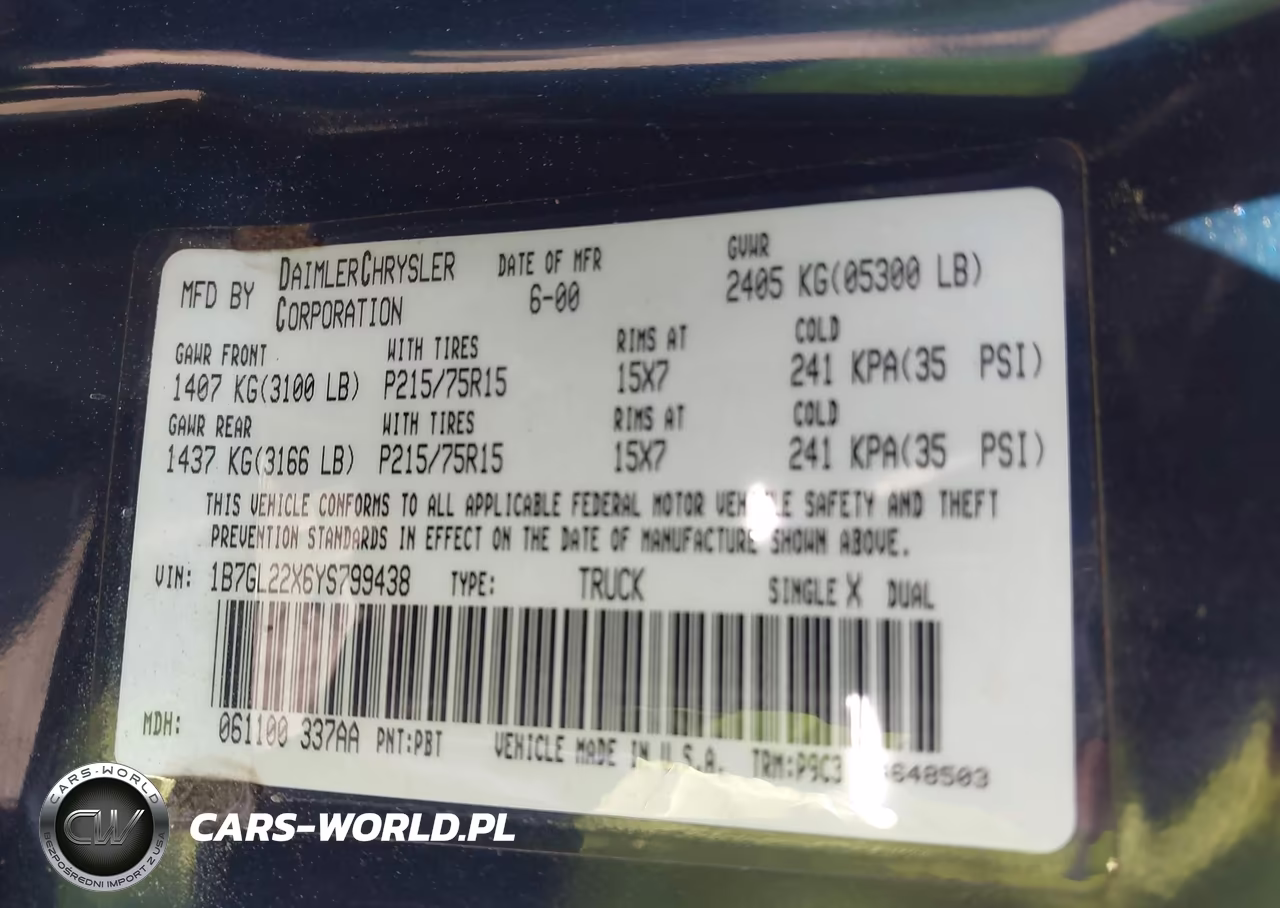 MFD BY DAIMLERCHRYSLER CORPORATION DATE OF MFR 6-00 GVWR 2405 KG(05300 LB)
GAWR FRONT WITH TIRES RIMS AT COLD
1407 KG(3100 LB) P215/75R15 15X7 241 KPA(35 PSI)
GAWR REAR WITH TIRES RIMS AT COLD
1437 KG(3166 LB) P215/75R15 15X7 241 KPA(35 PSI)
THIS VEHICLE CONFORMS TO ALL APPLICABLE FEDERAL MOTOR VEHICLE SAFETY AND THEFT
PREVENTION STANDARDS IN EFFECT ON THE DATE OF MANUFACTURE SHOWN ABOVE.
VIN: 1B7GL22X6YS799438 TYPE: TRUCK SINGLE X DUAL
MDH: 061100 337AA PNT:PBT VEHICLE MADE IN U.S.A. TRM:P9C3
CARS-WORLD
CW
BEZPOŚREDNI IMPORT Z USA
CARS-WORLD.PL